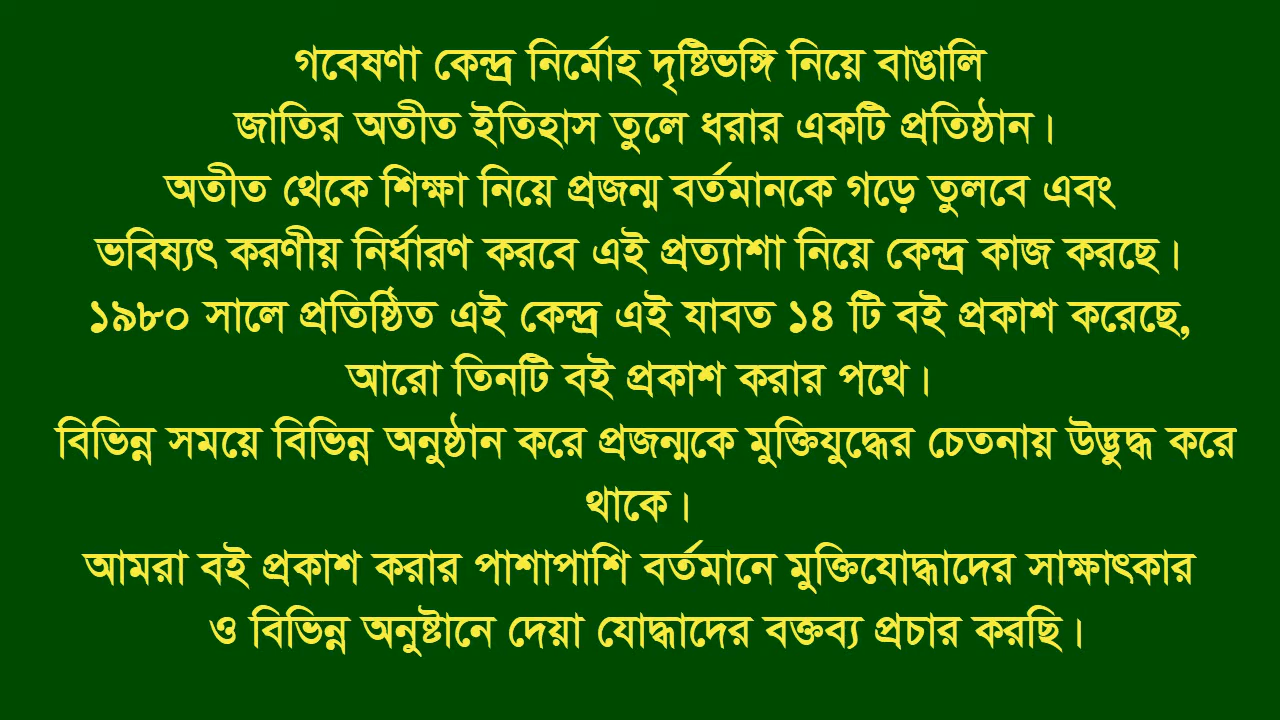 গবেষণা কেন্দ্র নির্মোহ দৃষ্টিভঙ্গি নিয়ে বাঙালি
জাতির অতীত ইতিহাস তুলে ধরার একটি প্রতিষ্ঠান।
অতীত থেকে শিক্ষা নিয়ে প্রজন্ম বর্তমানকে গড়ে তুলবে এবং
ভবিষ্যৎ করণীয় নির্ধারণ করবে এই প্রত্যাশা নিয়ে কেন্দ্র কাজ করছে।
১৯৮০ সালে প্রতিষ্ঠিত এই কেন্দ্র এই যাবত ১৪ টি বই প্রকাশ করেছে,
আরো তিনটি বই প্রকাশ করার পথে।
বিভিন্ন সময়ে বিভিন্ন অনুষ্ঠান করে প্রজন্মকে মুক্তিযুদ্ধের চেতনায় উদ্ভুদ্ধ করে
থাকে।
আমরা বই প্রকাশ করার পাশাপাশি বর্তমানে মুক্তিযোদ্ধাদের সাক্ষাৎকার
ও বিভিন্ন অনুষ্টানে দেয়া যোদ্ধাদের বক্তব্য প্রচার করছি।